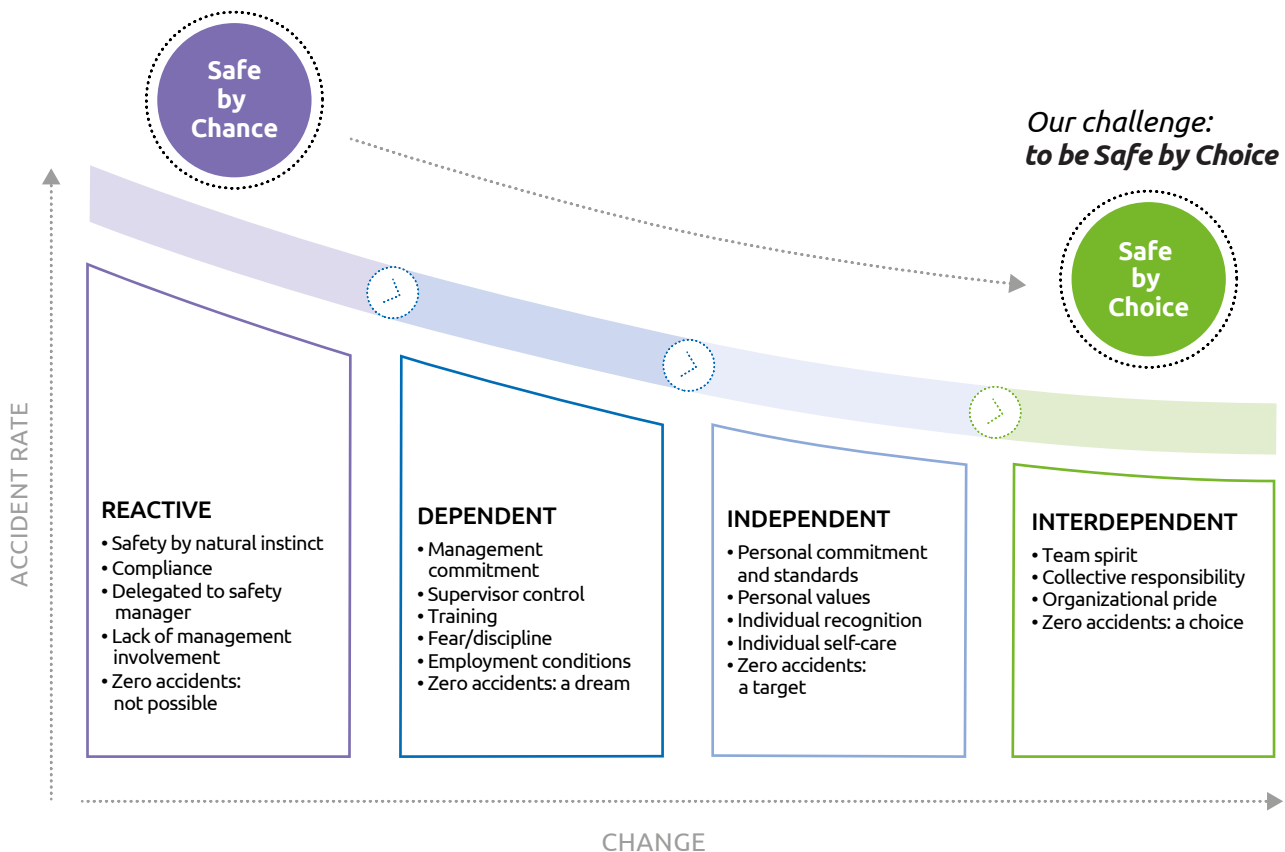 Safe
by
Chance
Our challenge:
to be Safe by Choice
Safe
by
Choice
ACCIDENT RATE
REACTIVE
• Safety by natural instinct
• Compliance
• Delegated to safety
manager
• Lack of management
involvement
• Zero accidents:
not possible
DEPENDENT
• Management
commitment
• Supervisor control
• Training
• Fear/discipline
• Employment conditions
• Zero accidents: a dream
INDEPENDENT
• Personal commitment
and standards
• Personal values
• Individual recognition
• Individual self-care
• Zero accidents:
a target
INTERDEPENDENT
• Team spirit
• Collective responsibility
• Organizational pride
• Zero accidents: a choice
CHANGE